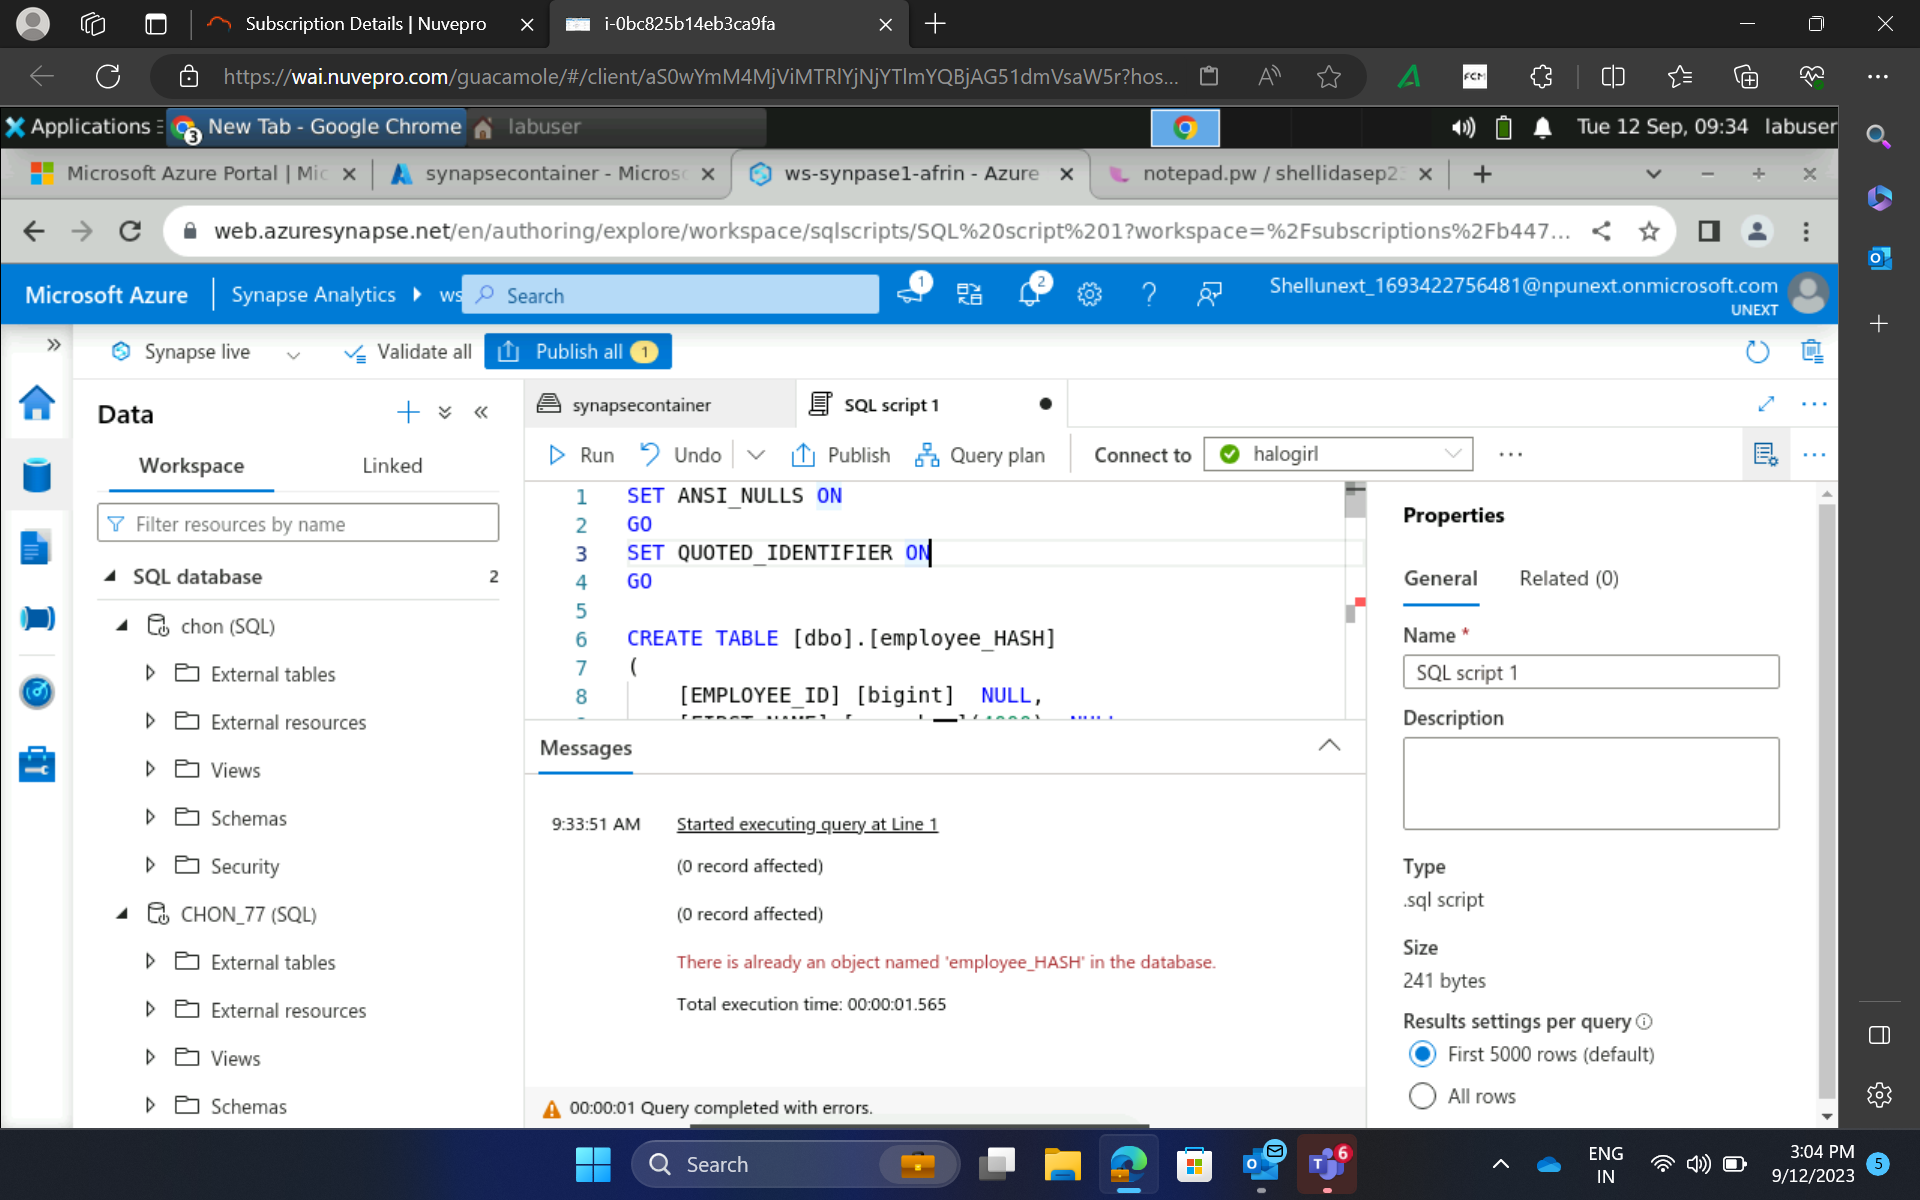 Subscription Details | Nuvepro
i-0bc825b14eb3ca9fa
https://wai.nuvepro.com/guacamole/#/client/aS0wYmM4MjViMTRlYjNjYTlmYQBjAG51dmVsaW5r?hos...
FCM
Applications
3
New Tab - Google Chrome
labuser
Tue 12 Sep, 09:34
labuser
Microsoft Azure Portal | Mic
synapsecontainer - Microso
ws-synpase1-afrin - Azure
notepad.pw / shellidasep23
web.azuresynapse.net/en/authoring/explore/workspace/sqlscripts/SQL%20script%201?workspace=%2Fsubscriptions%2Fb447...
Microsoft Azure
Synapse Analytics
ws
Search
1
2
Shellunext_1693422756481@npunext.onmicrosoft.com
UNEXT
Synapse live
Validate all
Publish all
1
Data
Workspace
Linked
Filter resources by name
SQL database
2
chon (SQL)
External tables
External resources
Views
Schemas
Security
CHON_77 (SQL)
External tables
External resources
Views
Schemas
synapsecontainer
SQL script 1
Run
Undo
Publish
Query plan
Connect to
halogirl
1 SET ANSI_NULLS ON
2 GO
3 SET QUOTED_IDENTIFIER ON
4 GO
5
6 CREATE TABLE [dbo].[employee_HASH]
7 (
8 [EMPLOYEE_ID] [bigint] NULL,
Messages
9:33:51 AM
Started executing query at Line 1
(0 record affected)
(0 record affected)
There is already an object named 'employee_HASH' in the database.
Total execution time: 00:00:01.565
00:00:01 Query completed with errors.
Properties
General
Related (0)
Name *
SQL script 1
Description
Type
.sql script
Size
241 bytes
Results settings per query
First 5000 rows (default)
All rows
Search
6
ENG
IN
3:04 PM
9/12/2023
5